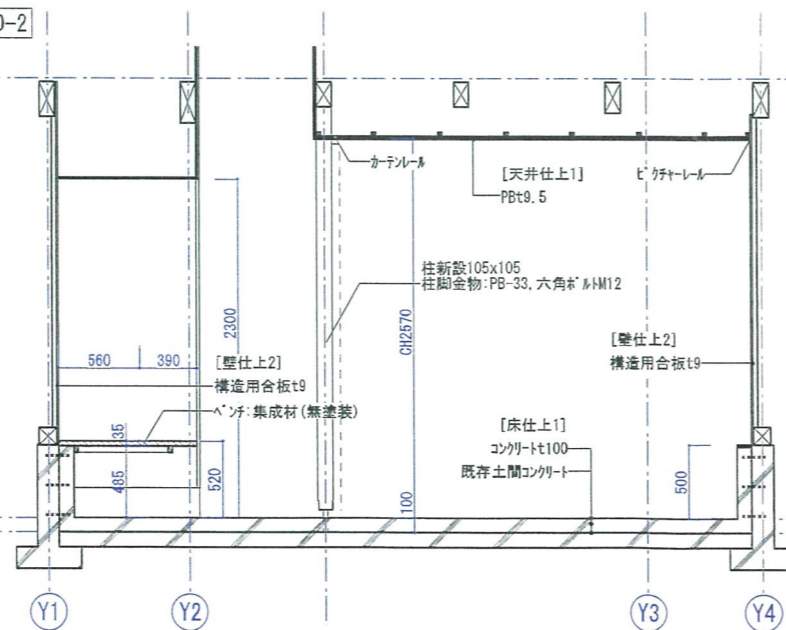 D-2
カーテンレール
[天井仕上1]
PBt9.5
ピクチャーレール
柱新設105x105
柱脚金物:PB-33, 六角ボルトM12
2300
CH2570
560
390
[壁仕上2]
構造用合板t9
ベンチ:集成材(無塗装)
[壁仕上2]
構造用合板t9
[床仕上1]
コンクリートt100
既存土間コンクリート
35
485
520
100
500
Y1
Y2
Y3
Y4